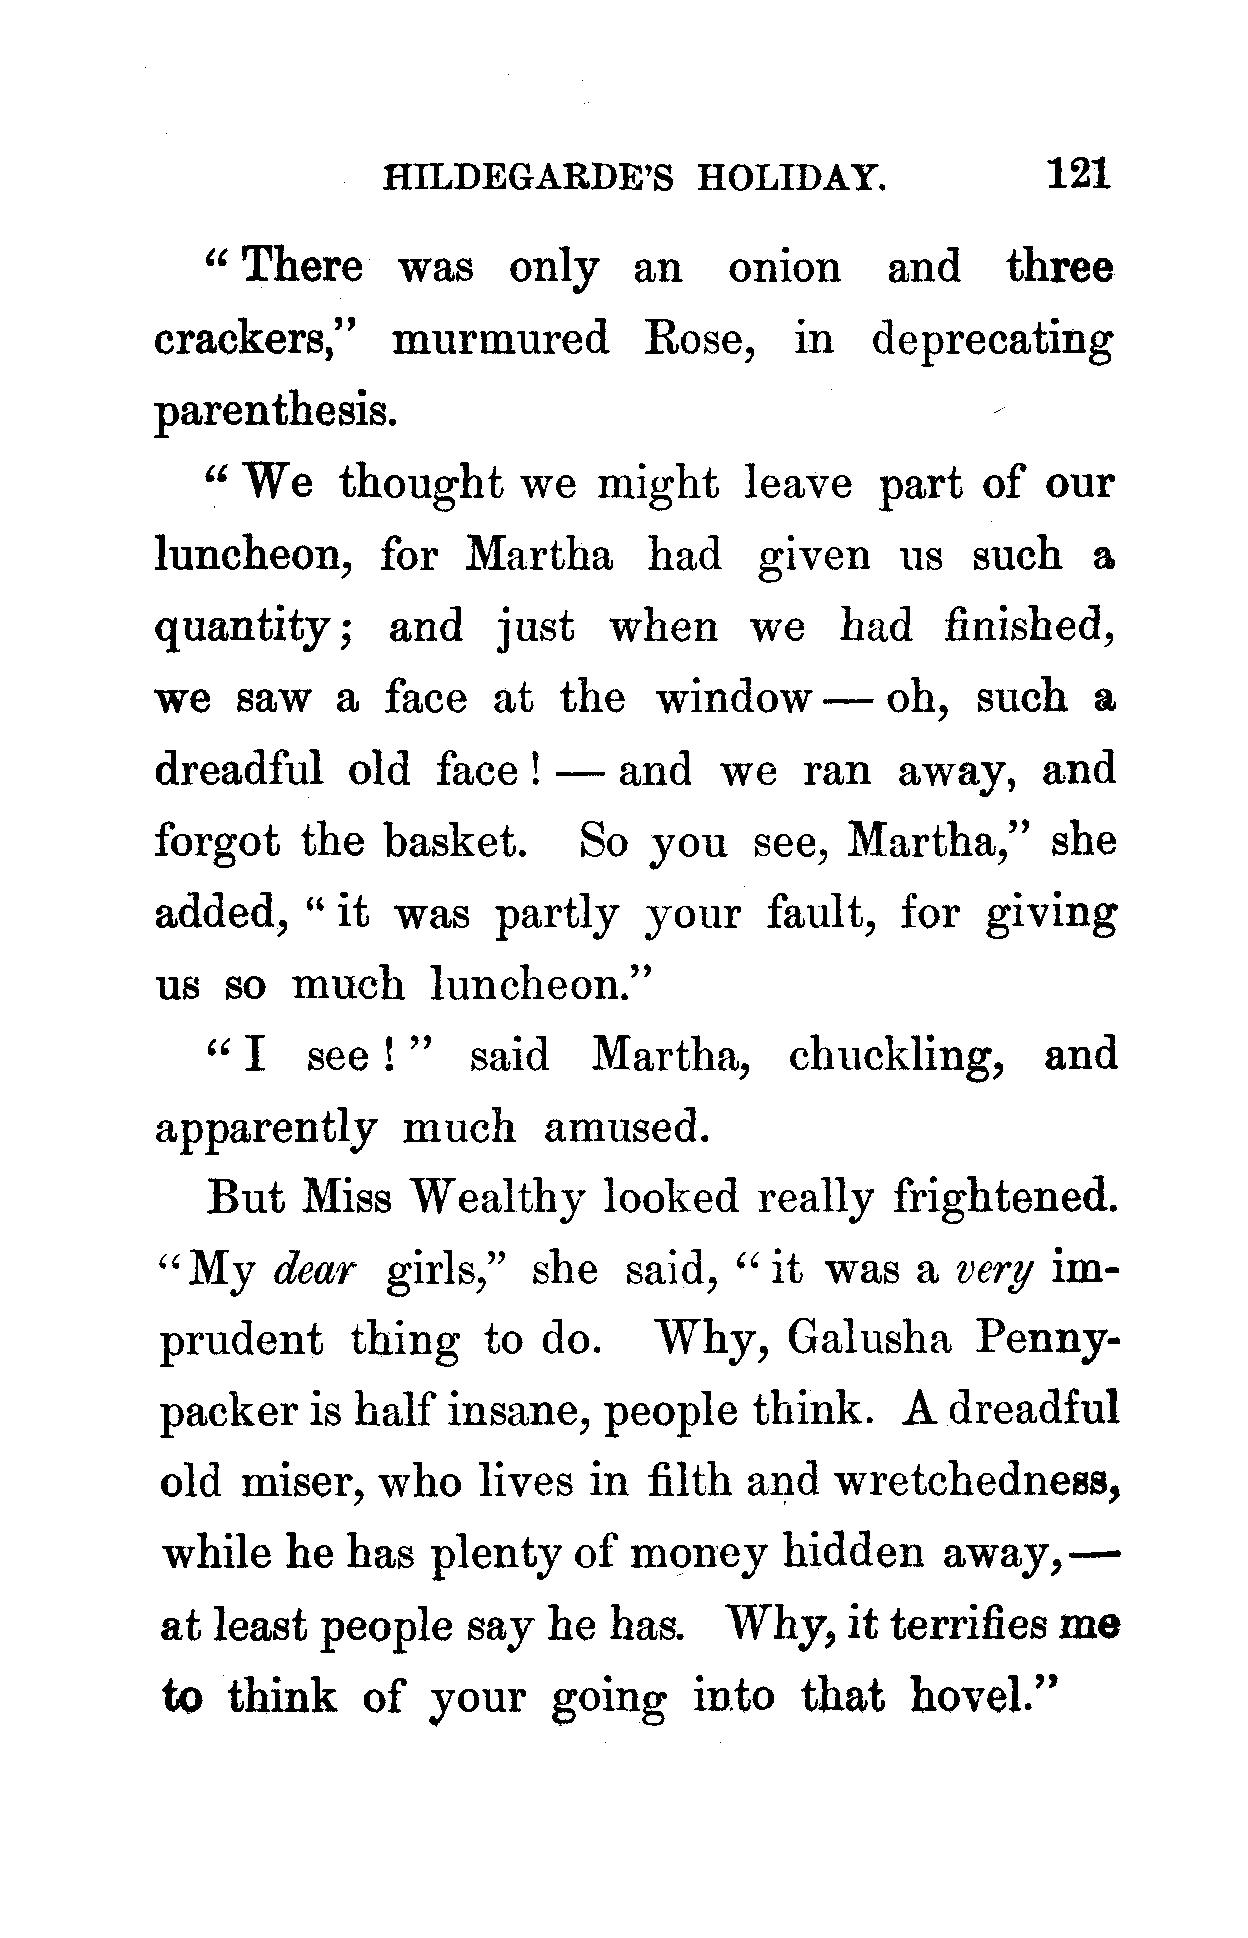 HILDEGARDE'S HOLIDAY. 121
" There was only an onion and three
crackers," murmured Rose, in deprecating
parenthesis.
" We thought we might leave part of our
luncheon, for Martha had given us such a
quantity; and just when we had finished,
we saw a face at the window — oh, such a
dreadful old face ! — and we ran away, and
forgot the basket. So you see, Martha," she
added, " it was partly your fault, for giving
us so much luncheon."
" I see ! " said Martha, chuckling, and
apparently much amused.
But Miss Wealthy looked really frightened.
"My dear girls," she said, " it was a very im-
prudent thing to do. Why, Galusha Penny-
packer is half insane, people think. A dreadful
old miser, who lives in filth and wretchedness,
while he has plenty of money hidden away,—
at least people say he has. Why, it terrifies me
to think of your going into that hovel."